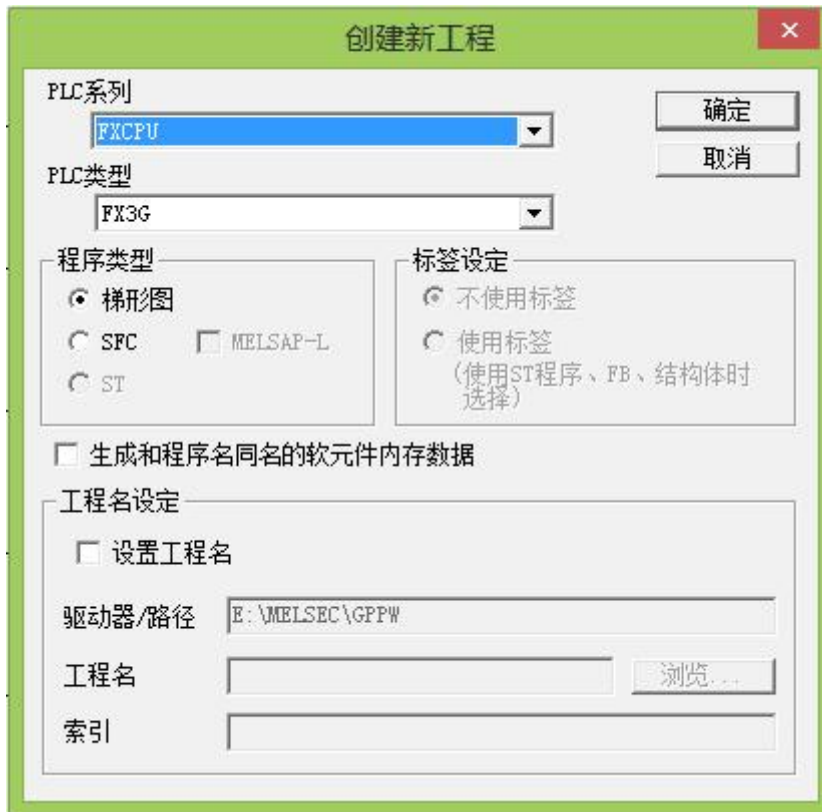 创建新工程
PLC系列
FXCPU
确定
PLC类型
取消
FX3G
程序类型
标签设定
梯形图
不使用标签
SFC
MELSAP-L
使用标签
ST
(使用ST程序、FB、结构体时
选择)
生成和程序名同名的软元件内存数据
工程名设定
设置工程名
驱动器/路径
E:\MELSEC\GPPW
工程名
浏览...
索引